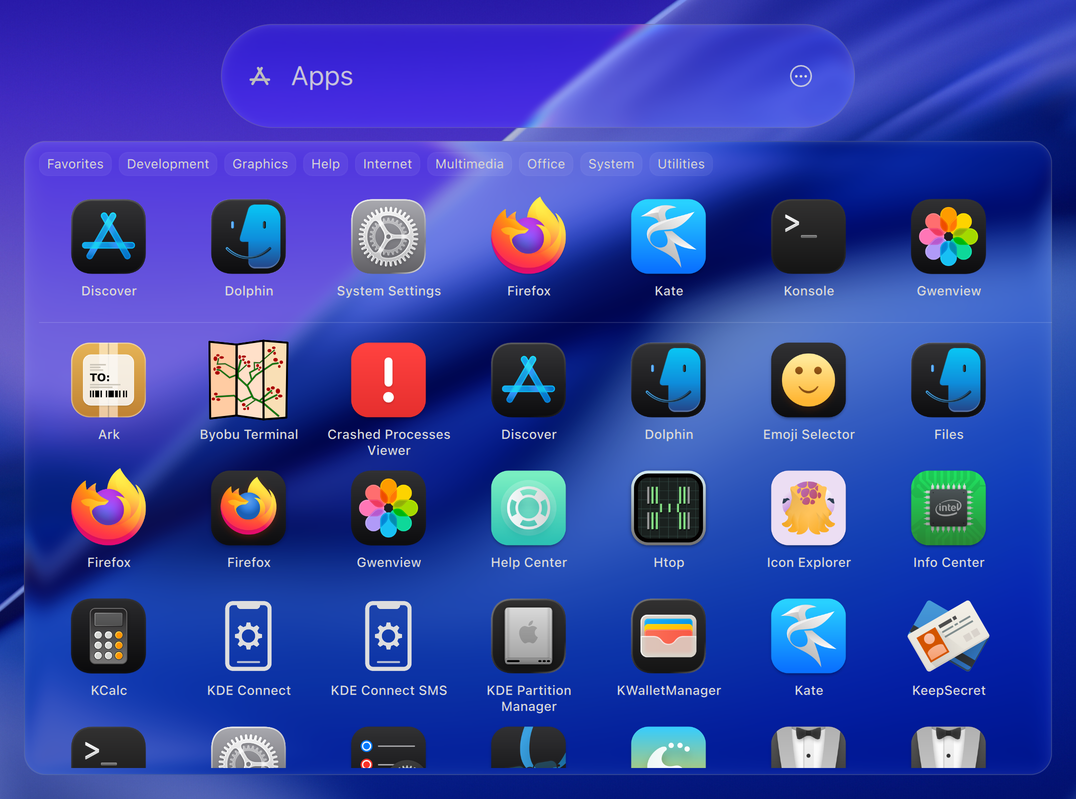 Apps
Favorites Development Graphics Help Internet Multimedia Office System Utilities
Discover Dolphin System Settings Firefox Kate Konsole Gwenview
TO:
Ark Byobu Terminal Crashed Processes Viewer Discover Dolphin Emoji Selector Files
intel
Firefox Firefox Gwenview Help Center Htop Icon Explorer Info Center
KCalc KDE Connect KDE Connect SMS KDE Partition Manager KWalletManager Kate KeepSecret